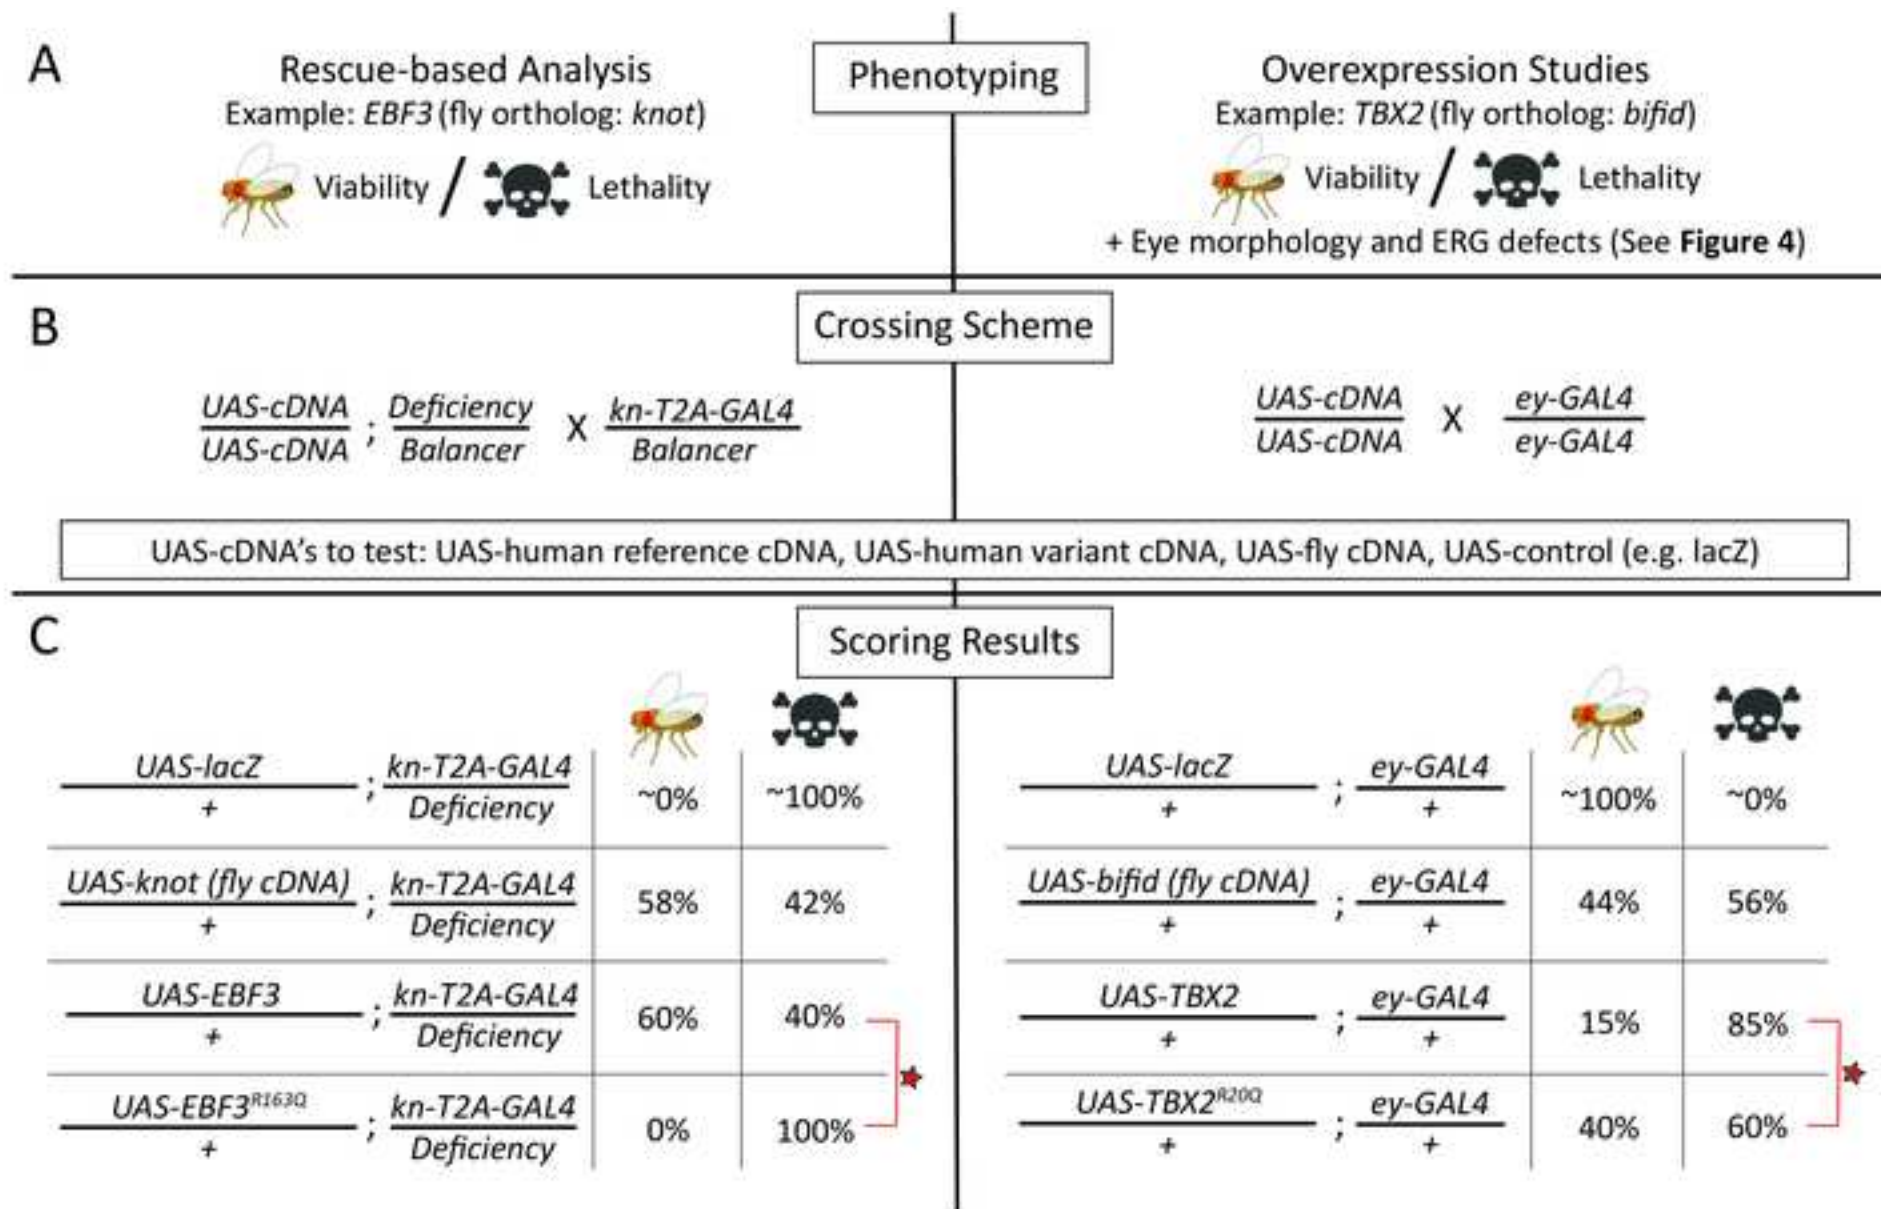 A
Rescue-based Analysis
Example: EBF3 (fly ortholog: knot)
Viability / Lethality
Phenotyping
Overexpression Studies
Example: TBX2 (fly ortholog: bifid)
Viability / Lethality
+ Eye morphology and ERG defects (See Figure 4)
B
Crossing Scheme
UAS-cDNA ; Deficiency X kn-T2A-GAL4
UAS-cDNA Balancer Balancer
UAS-cDNA X ey-GAL4
UAS-cDNA ey-GAL4
UAS-cDNA's to test: UAS-human reference cDNA, UAS-human variant cDNA, UAS-fly cDNA, UAS-control (e.g. lacZ)
C
Scoring Results
UAS-lacZ ; kn-T2A-GAL4 ~0% ~100%
+ Deficiency
UAS-knot (fly cDNA) ; kn-T2A-GAL4 58% 42%
+ Deficiency
UAS-EBF3 ; kn-T2A-GAL4 60% 40%
+ Deficiency
UAS-EBF3R163Q ; kn-T2A-GAL4 0% 100%
+ Deficiency
UAS-lacZ ; ey-GAL4 ~100% ~0%
+ +
UAS-bifid (fly cDNA) ; ey-GAL4 44% 56%
+ +
UAS-TBX2 ; ey-GAL4 15% 85%
+ +
UAS-TBX2R20Q ; ey-GAL4 40% 60%
+ +